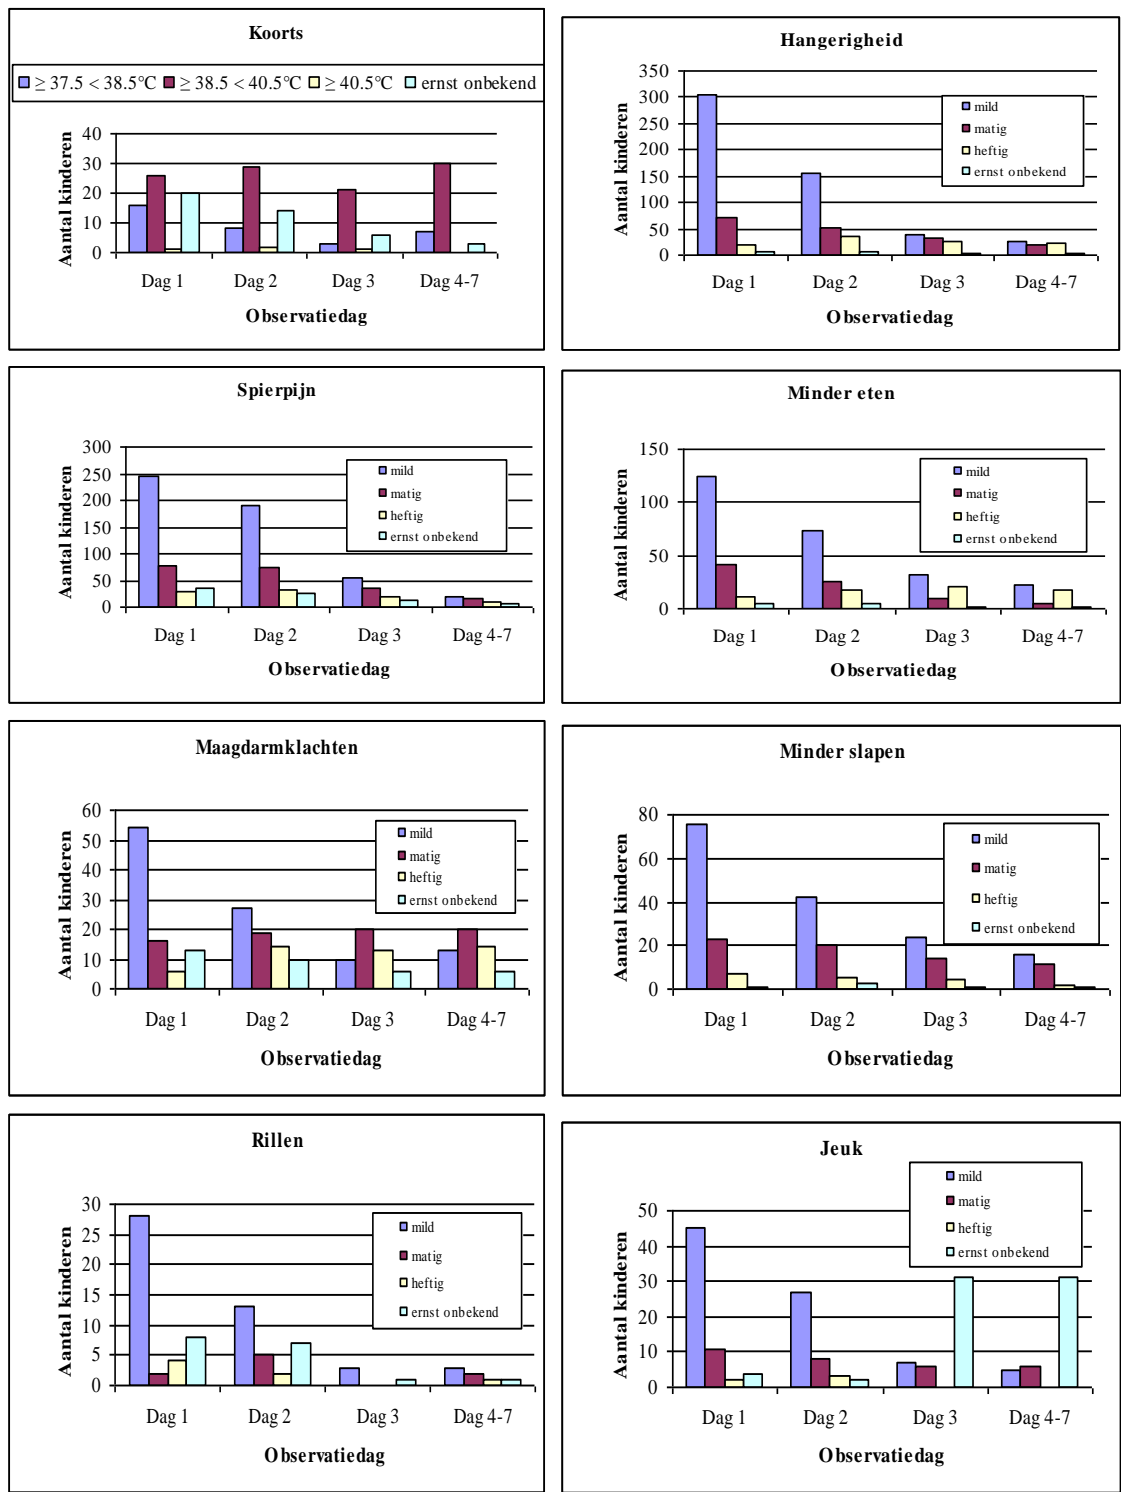 Koorts
≥ 37.5 < 38.5°C ≥ 38.5 < 40.5°C ≥ 40.5°C ernst onbekend
Aantal kinderen
40
30
20
10
0
Dag 1 Dag 2 Dag 3 Dag 4-7
Observatiedag
Hangerigheid
Aantal kinderen
350
300
250
200
150
100
50
0
mild
matig
heftig
ernst onbekend
Dag 1 Dag 2 Dag 3 Dag 4-7
Observatiedag
Spierpijn
Aantal kinderen
300
250
200
150
100
50
0
mild
matig
heftig
ernst onbekend
Dag 1 Dag 2 Dag 3 Dag 4-7
Observatiedag
Minder eten
Aantal kinderen
150
100
50
0
mild
matig
heftig
ernst onbekend
Dag 1 Dag 2 Dag 3 Dag 4-7
Observatiedag
Maagdarmklachten
Aantal kinderen
60
50
40
30
20
10
0
mild
matig
heftig
ernst onbekend
Dag 1 Dag 2 Dag 3 Dag 4-7
Observatiedag
Minder slapen
Aantal kinderen
80
60
40
20
0
mild
matig
heftig
ernst onbekend
Dag 1 Dag 2 Dag 3 Dag 4-7
Observatiedag
Rillen
Aantal kinderen
30
25
20
15
10
5
0
mild
matig
heftig
ernst onbekend
Dag 1 Dag 2 Dag 3 Dag 4-7
Observatiedag
Jeuk
Aantal kinderen
50
40
30
20
10
0
mild
matig
heftig
ernst onbekend
Dag 1 Dag 2 Dag 3 Dag 4-7
Observatiedag